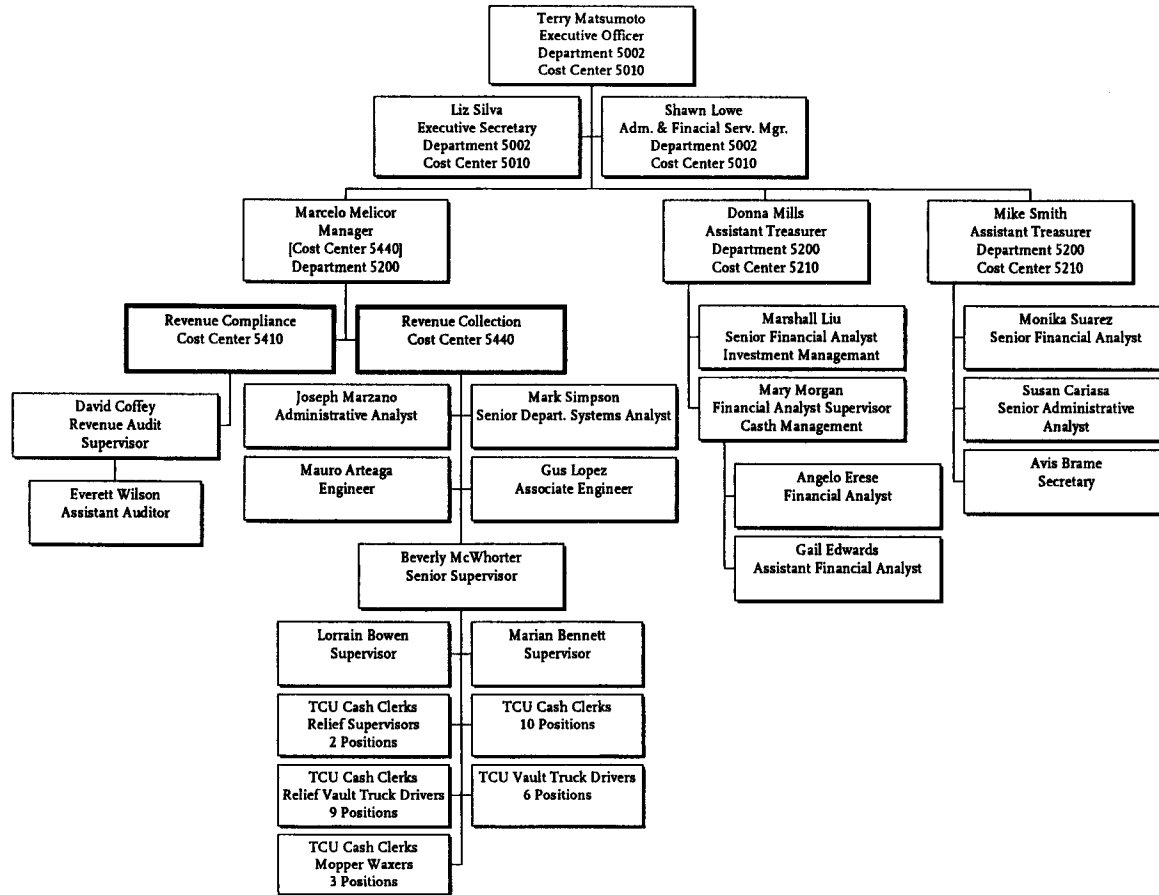 Terry Matsumoto
Executive Officer
Department 5002
Cost Center 5010
Liz Silva
Executive Secretary
Department 5002
Cost Center 5010
Shawn Lowe
Adm. & Finacial Serv. Mgr.
Department 5002
Cost Center 5010
Marcelo Melicor
Manager
[Cost Center 5440]
Department 5200
Donna Mills
Assistant Treasurer
Department 5200
Cost Center 5210
Mike Smith
Assistant Treasurer
Department 5200
Cost Center 5210
Revenue Compliance
Cost Center 5410
Revenue Collection
Cost Center 5440
Marshall Liu
Senior Financial Analyst
Investment Managemant
Monika Suarez
Senior Financial Analyst
David Coffey
Revenue Audit
Supervisor
Joseph Marzano
Administrative Analyst
Mark Simpson
Senior Depart. Systems Analyst
Mary Morgan
Financial Analyst Supervisor
Casth Management
Susan Cariasa
Senior Administrative
Analyst
Everett Wilson
Assistant Auditor
Mauro Arteaga
Engineer
Gus Lopez
Associate Engineer
Angelo Erese
Financial Analyst
Avis Brame
Secretary
Beverly McWhorter
Senior Supervisor
Gail Edwards
Assistant Financial Analyst
Lorrain Bowen
Supervisor
Marian Bennett
Supervisor
TCU Cash Clerks
Relief Supervisors
2 Positions
TCU Cash Clerks
10 Positions
TCU Cash Clerks
Relief Vault Truck Drivers
9 Positions
TCU Vault Truck Drivers
6 Positions
TCU Cash Clerks
Mopper Waxers
3 Positions